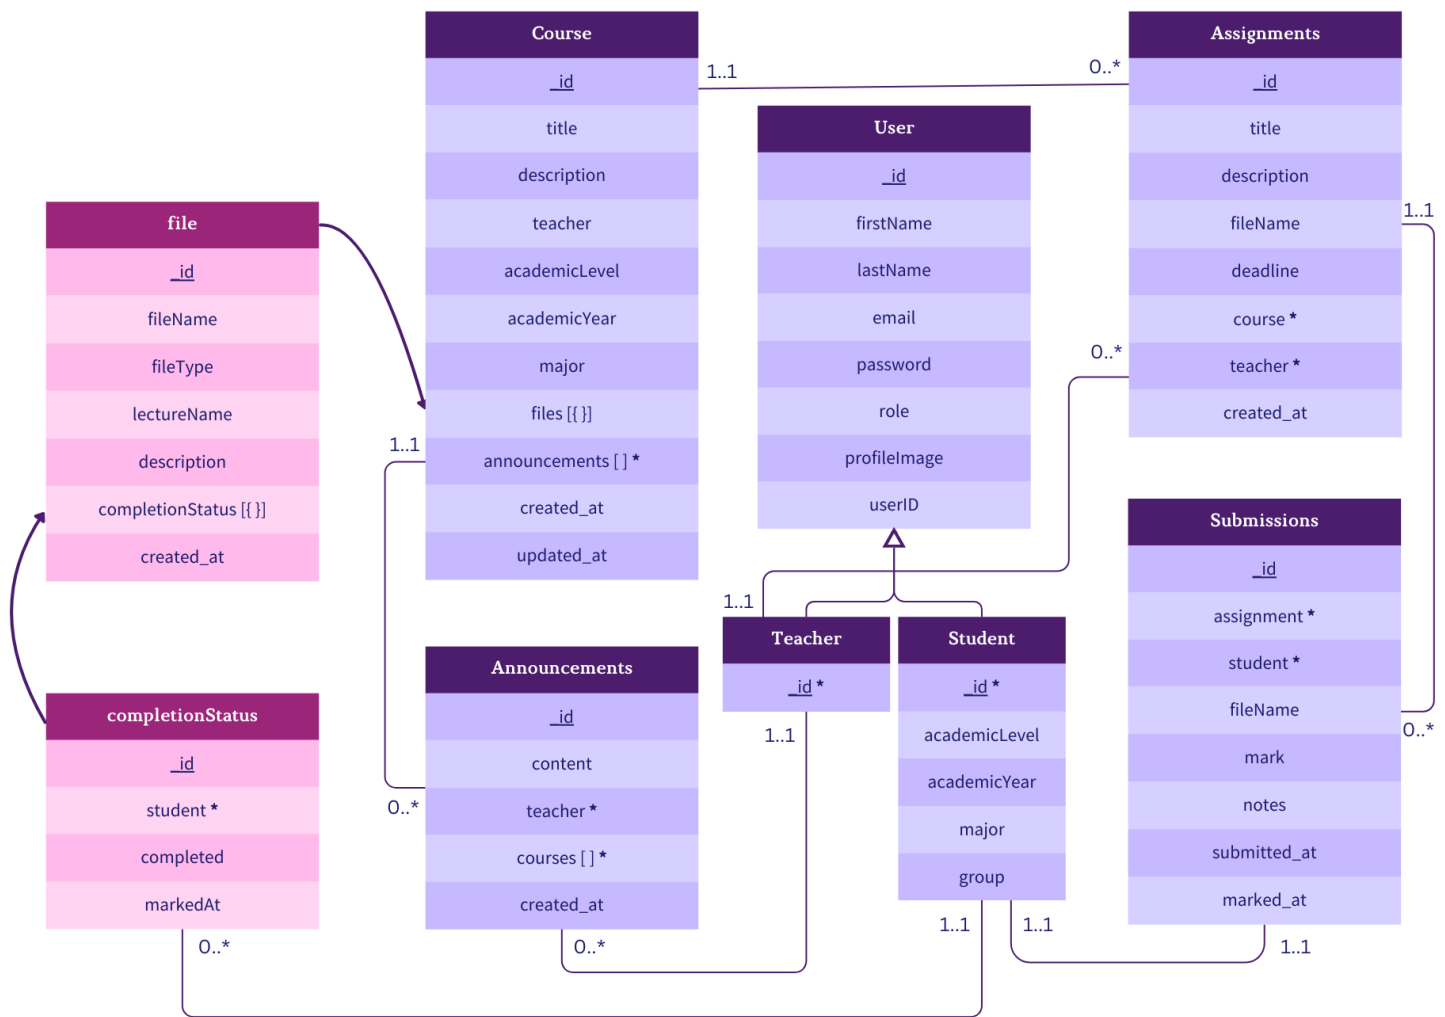 Course
_id
title
description
teacher
academicLevel
academicYear
major
files [{ }]
announcements [ ] *
created_at
updated_at
1..1
0..*
Assignments
_id
title
description
fileName
deadline
course *
teacher *
created_at
1..1
0..*
User
_id
firstName
lastName
email
password
role
profileImage
userID
file
_id
fileName
fileType
lectureName
description
completionStatus [{ }]
created_at
1..1
0..*
Submissions
_id
assignment *
student *
fileName
mark
notes
submitted_at
marked_at
0..*
1..1
1..1
Teacher
_id *
1..1
Student
_id *
academicLevel
academicYear
major
group
1..1
1..1
Announcements
_id
content
teacher *
courses [ ] *
created_at
0..*
completionStatus
_id
student *
completed
markedAt
0..*